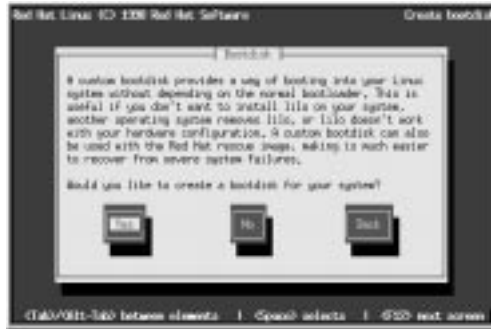 Red Hat Linux (C) 1998 Red Hat Software Create bootdisk
Bootdisk
A custom bootdisk provides a way of booting into your Linux
system without depending on the normal bootloader. This is
useful if you don't want to install lilo on your system,
another operating system removes lilo, or lilo doesn't work
with your hardware configuration. A custom bootdisk can also
be used with the Red Hat rescue image, making is much easier
to recover from severe system failures.
Would you like to create a bootdisk for your system?
Yes No Back
<Tab>/<Alt-Tab> between elements | <Space> selects | <F12> next screen